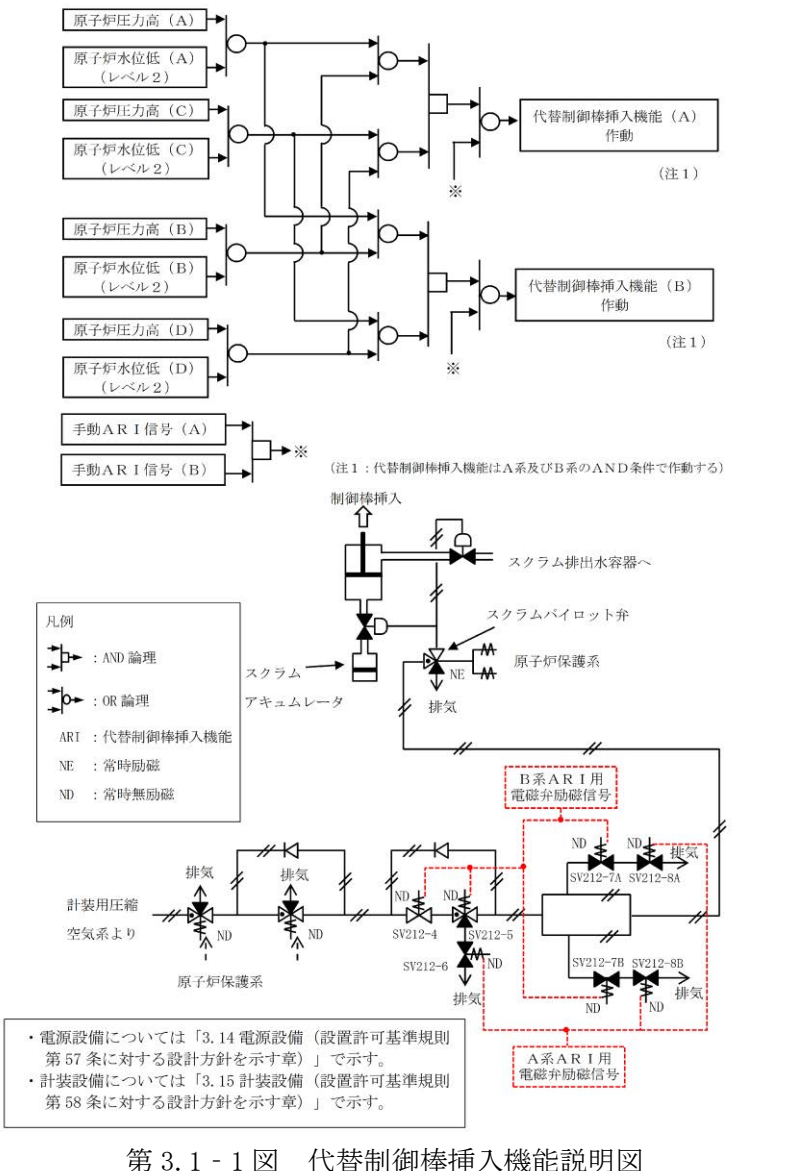 原子炉圧力高（A）
原子炉水位低（A）
（レベル２）
原子炉圧力高（C）
原子炉水位低（C）
（レベル２）
原子炉圧力高（B）
原子炉水位低（B）
（レベル２）
原子炉圧力高（D）
原子炉水位低（D）
（レベル２）
手動ＡＲＩ信号（A）
手動ＡＲＩ信号（B）
※
※
※
代替制御棒挿入機能（A）
作動
（注１）
代替制御棒挿入機能（B）
作動
（注１）
（注１：代替制御棒挿入機能はA系及びB系のAND条件で作動する）
制御棒挿入
スクラム排出水容器へ
スクラムパイロット弁
原子炉保護系
NE
排気
スクラム
アキュムレータ
凡例
：AND 論理
：OR 論理
ARI ：代替制御棒挿入機能
NE ：常時励磁
ND ：常時無励磁
B系ＡＲＩ用
電磁弁励磁信号
ND
ND
排気
SV212-7A
SV212-8A
排気
排気
計装用圧縮
空気系より
ND
ND
原子炉保護系
ND
ND
SV212-4
SV212-5
SV212-6
ND
排気
SV212-7B
SV212-8B
ND
ND
排気
A系ＡＲＩ用
電磁弁励磁信号
・電源設備については「3.14 電源設備（設置許可基準規則
第 57 条に対する設計方針を示す章）」で示す。
・計装設備については「3.15 計装設備（設置許可基準規則
第 58 条に対する設計方針を示す章）」で示す。
第 3.1‐1 図　代替制御棒挿入機能説明図